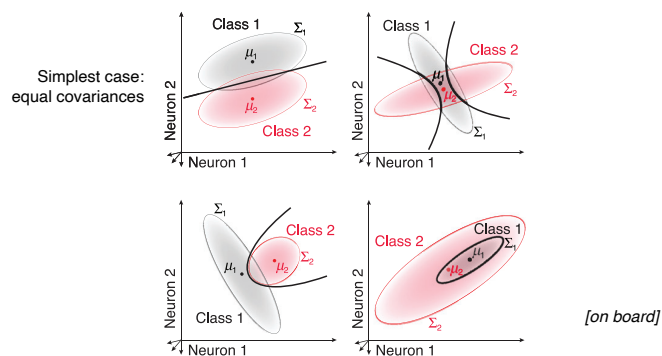 Simplest case:
equal covariances
Class 1
Σ1
μ1
μ2
Σ2
Class 2
Neuron 2
Neuron 1
Class 1
Class 2
μ1
μ2
Σ2
Σ1
Neuron 2
Neuron 1
Σ1
Class 2
μ1
μ2
Σ2
Class 1
Neuron 2
Neuron 1
Class 1
Class 2
Σ1
μ1
μ2
Σ2
Neuron 2
Neuron 1
[on board]